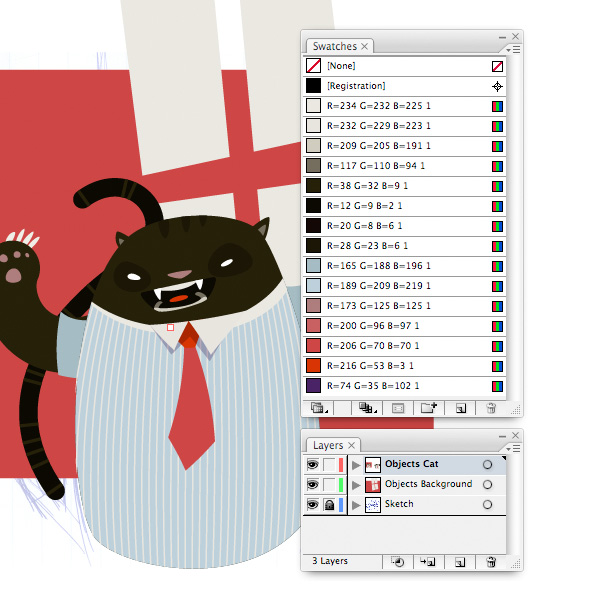 Swatches
[None]
[Registration]
R=234 G=232 B=225 1
R=232 G=229 B=223 1
R=209 G=205 B=191 1
R=117 G=110 B=94 1
R=38 G=32 B=9 1
R=12 G=9 B=2 1
R=20 G=8 B=6 1
R=28 G=23 B=6 1
R=165 G=188 B=196 1
R=189 G=209 B=219 1
R=173 G=125 B=125 1
R=200 G=96 B=97 1
R=206 G=70 B=70 1
R=216 G=53 B=3 1
R=74 G=35 B=102 1
Layers
Objects Cat
Objects Background
Sketch
3 Layers